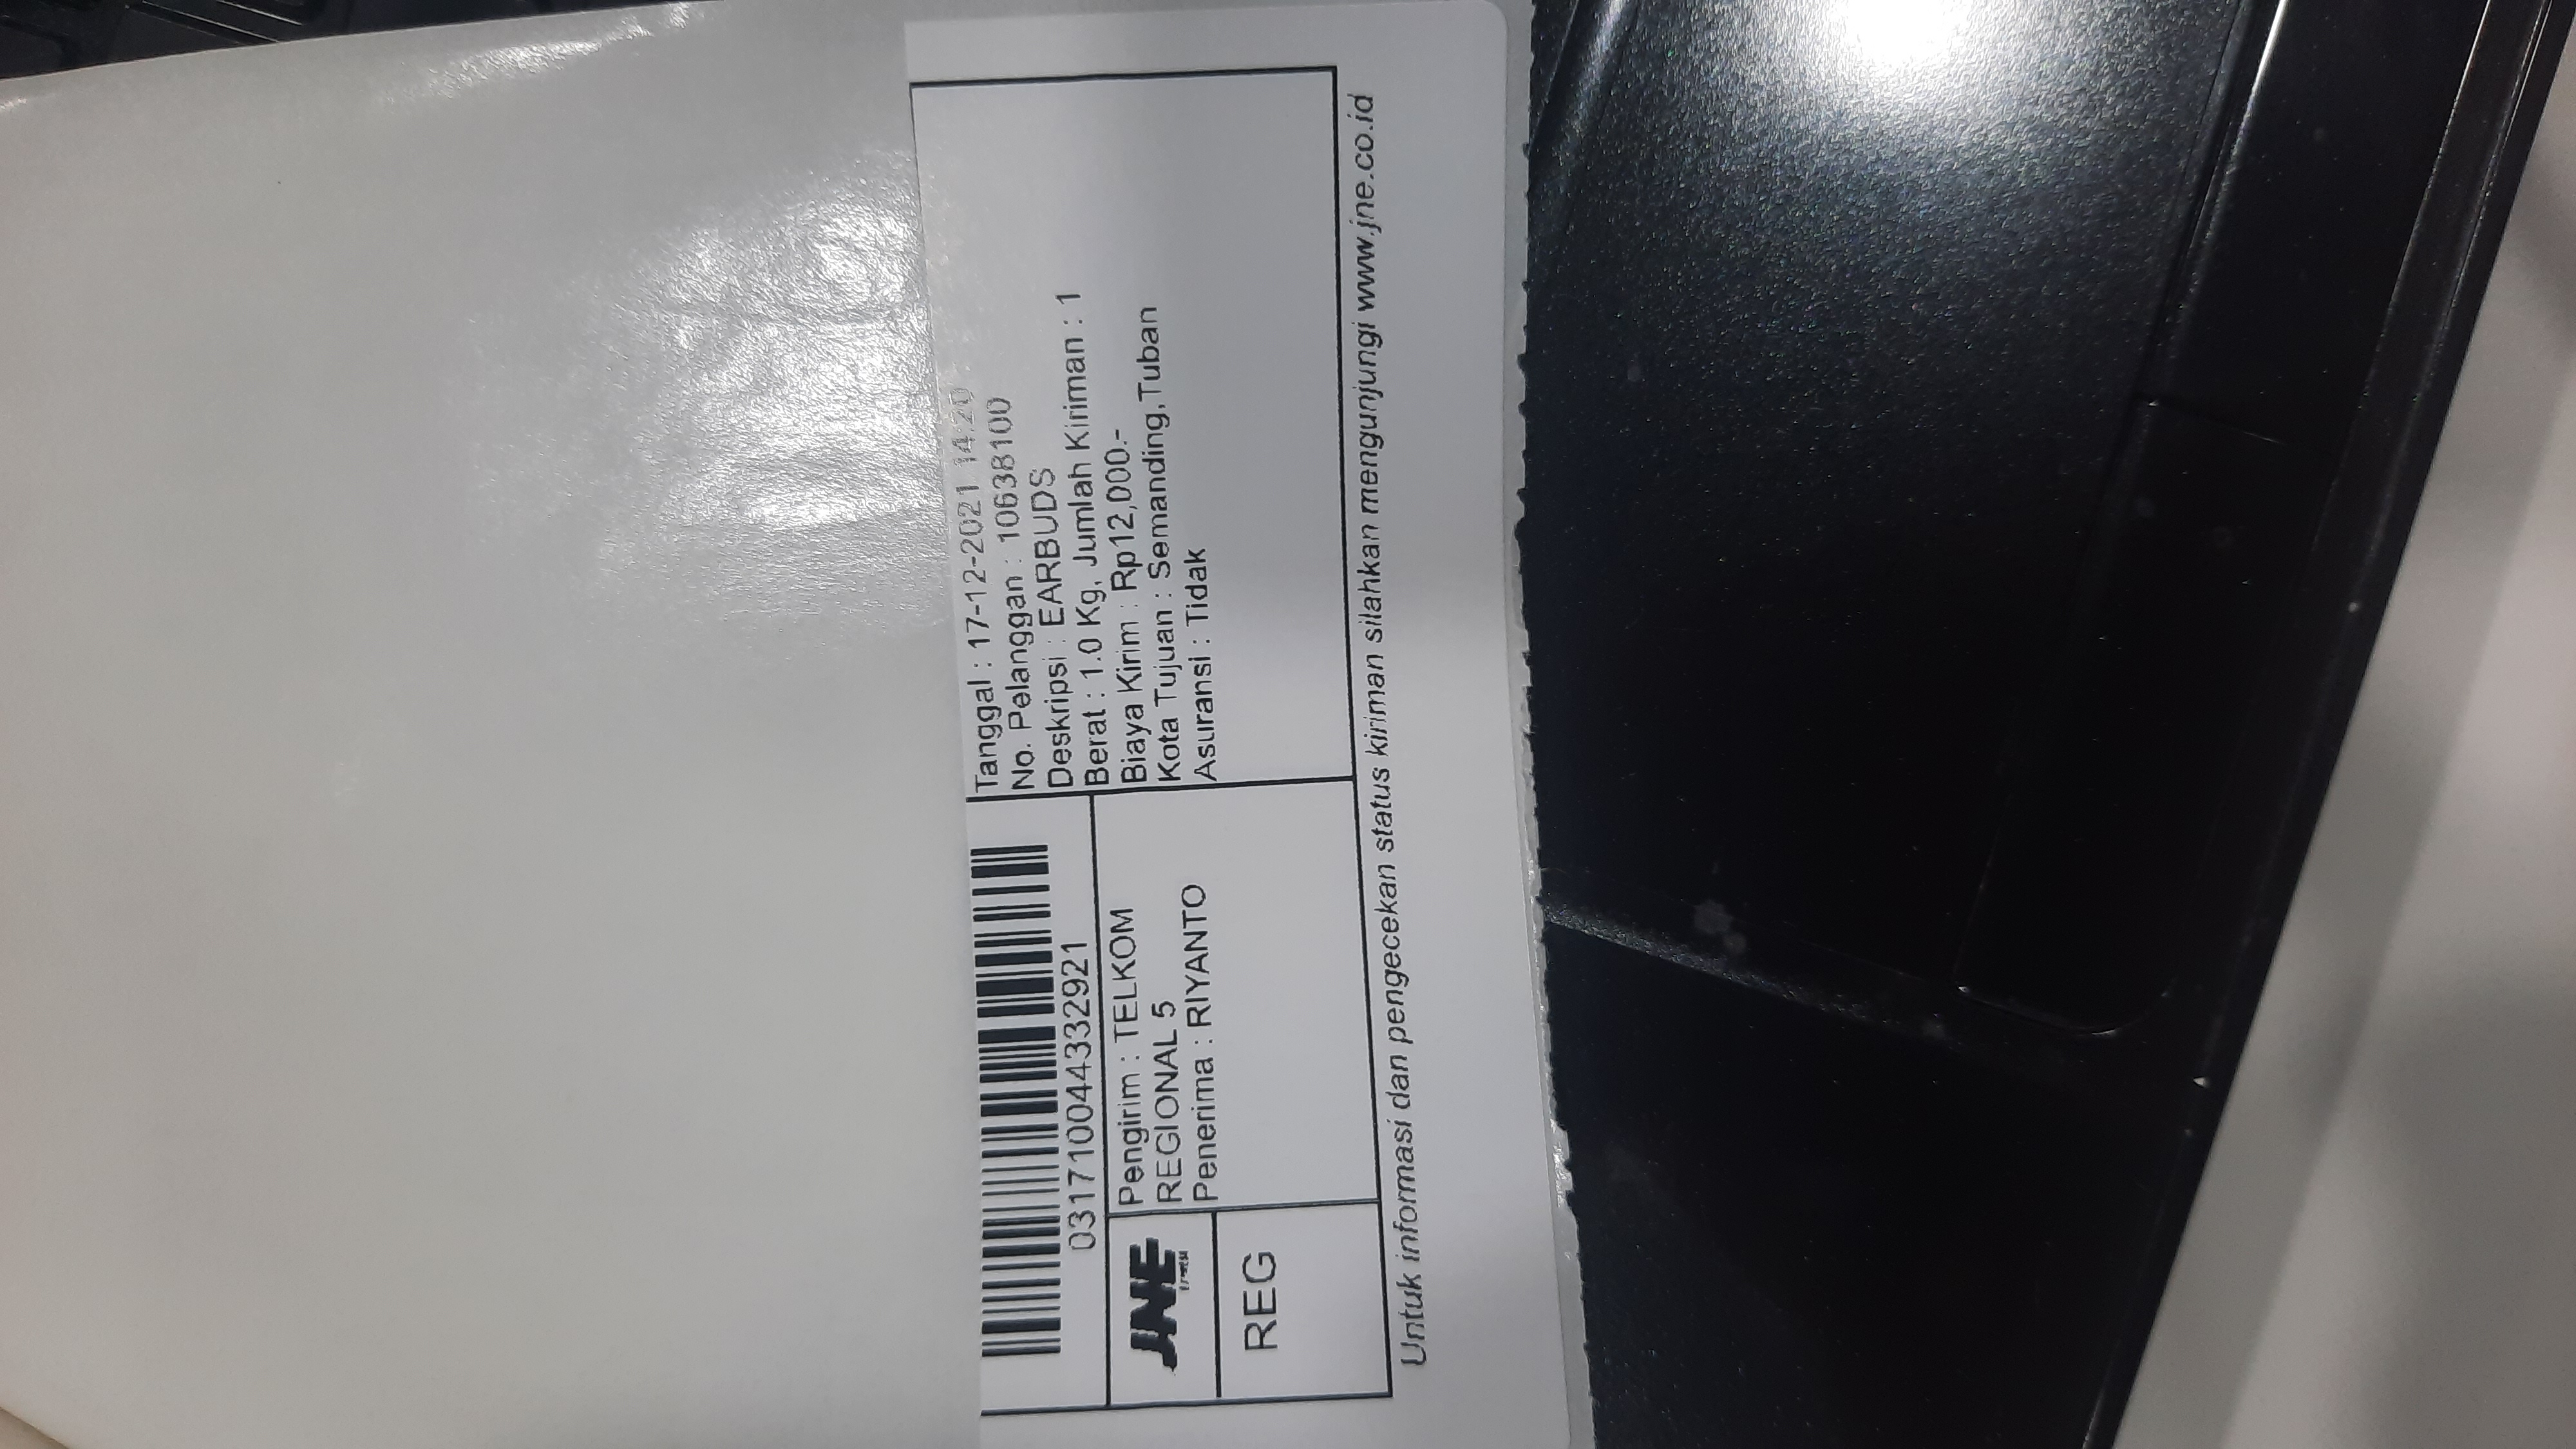 031710044332921
JNE
EXPRESS
REG
Pengirim : TELKOM
REGIONAL 5
Penerima : RIYANTO
Tanggal : 17-12-2021 14:20
No. Pelanggan : 10638100
Deskripsi : EARBUDS
Berat : 1.0 Kg, Jumlah Kiriman : 1
Biaya Kirim : Rp12,000.-
Kota Tujuan : Semanding,Tuban
Asuransi : Tidak
Untuk informasi dan pengecekan status kiriman silahkan mengunjungi www.jne.co.id